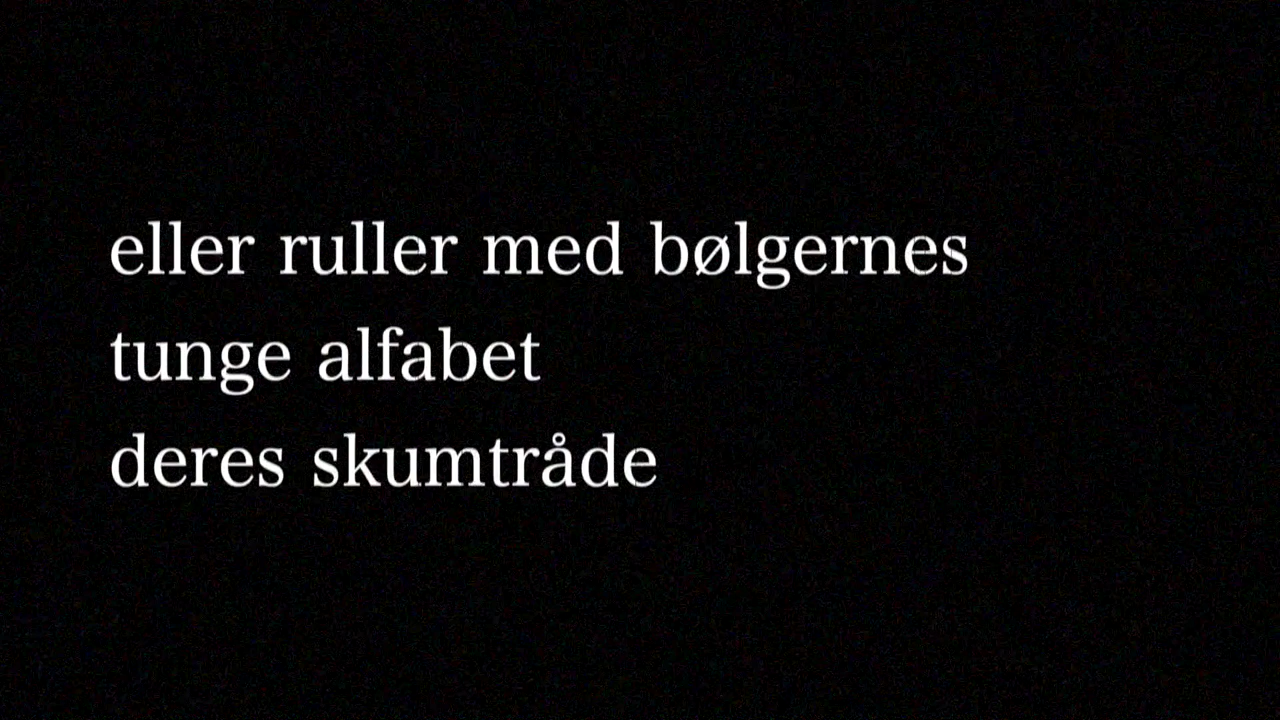 eller ruller med bølgernes
tunge alfabet
deres skumtråde